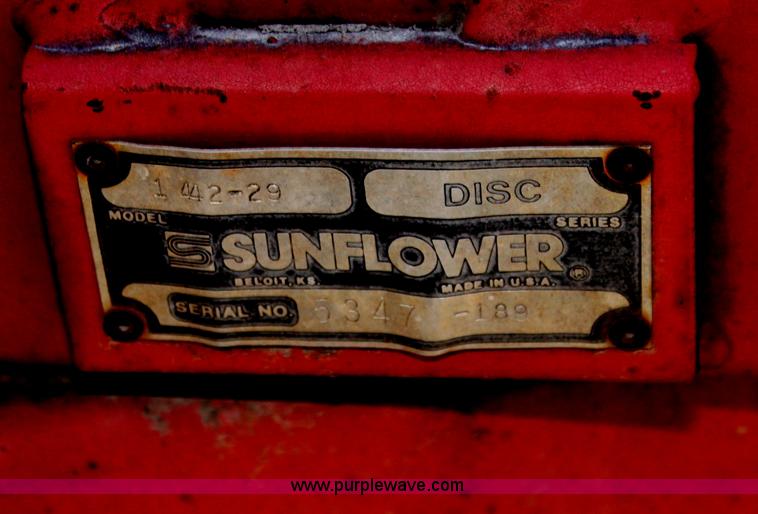 1442-29 DISC
MODEL SERIES
S SUNFLOWER ®
BELOIT, KS. MADE IN U.S.A.
SERIAL NO. 5347 -189
www.purplewave.com